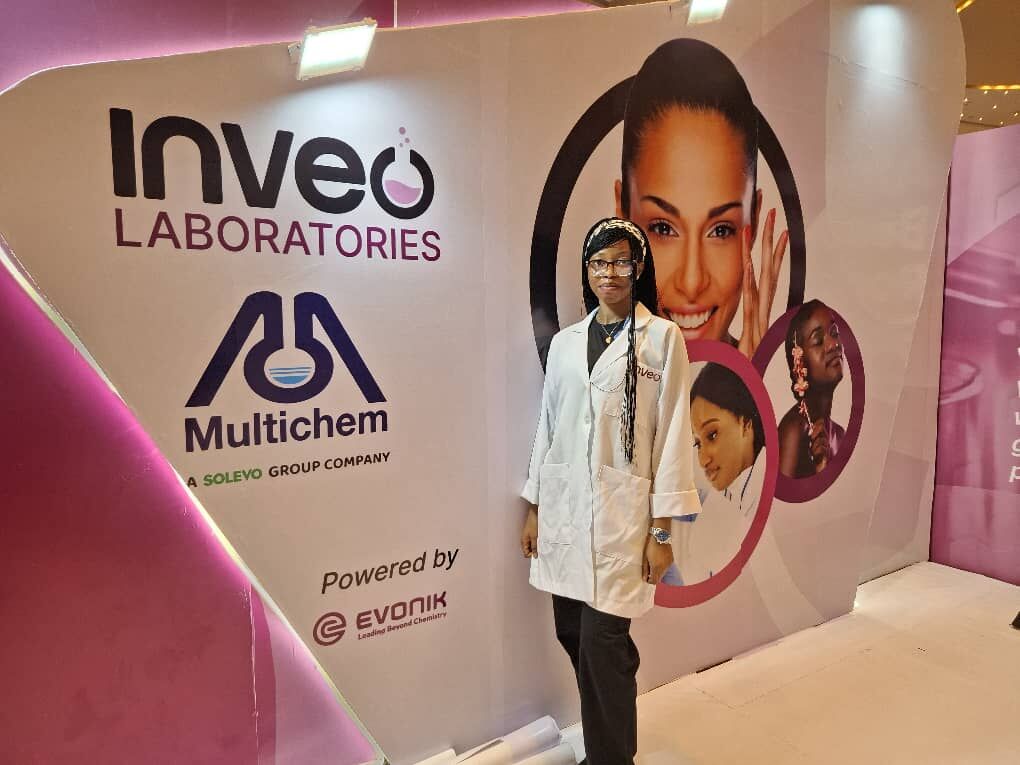 Inveo
LABORATORIES
Multichem
A SOLEVO GROUP COMPANY
Powered by
EVONIK
Leading Beyond Chemistry
Inveo